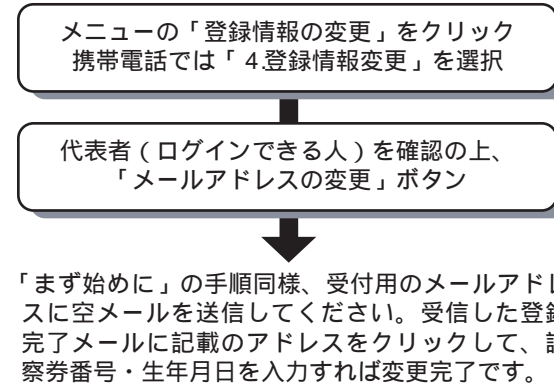 メニューの「登録情報の変更」をクリック
携帯電話では「4.登録情報変更」を選択
代表者(ログインできる人)を確認の上、
「メールアドレスの変更」ボタン
「まず始めに」の手順同様、受付用のメールアド
スに空メールを送信してください。受信した登
完了メールに記載のアドレスをクリックして、
察券番号・生年月日を入力すれば変更完了です。